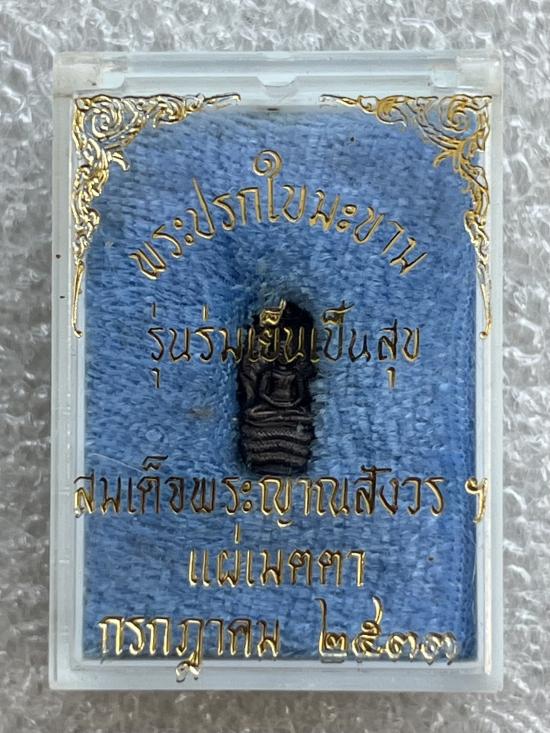 พระปรกใบมะขาม
รุ่นร่มเย็นเป็นสุข
สมเด็จพระญาณสังวร ฯ
แผ่เมตตา
กรกฎาคม ๒๕๓๓